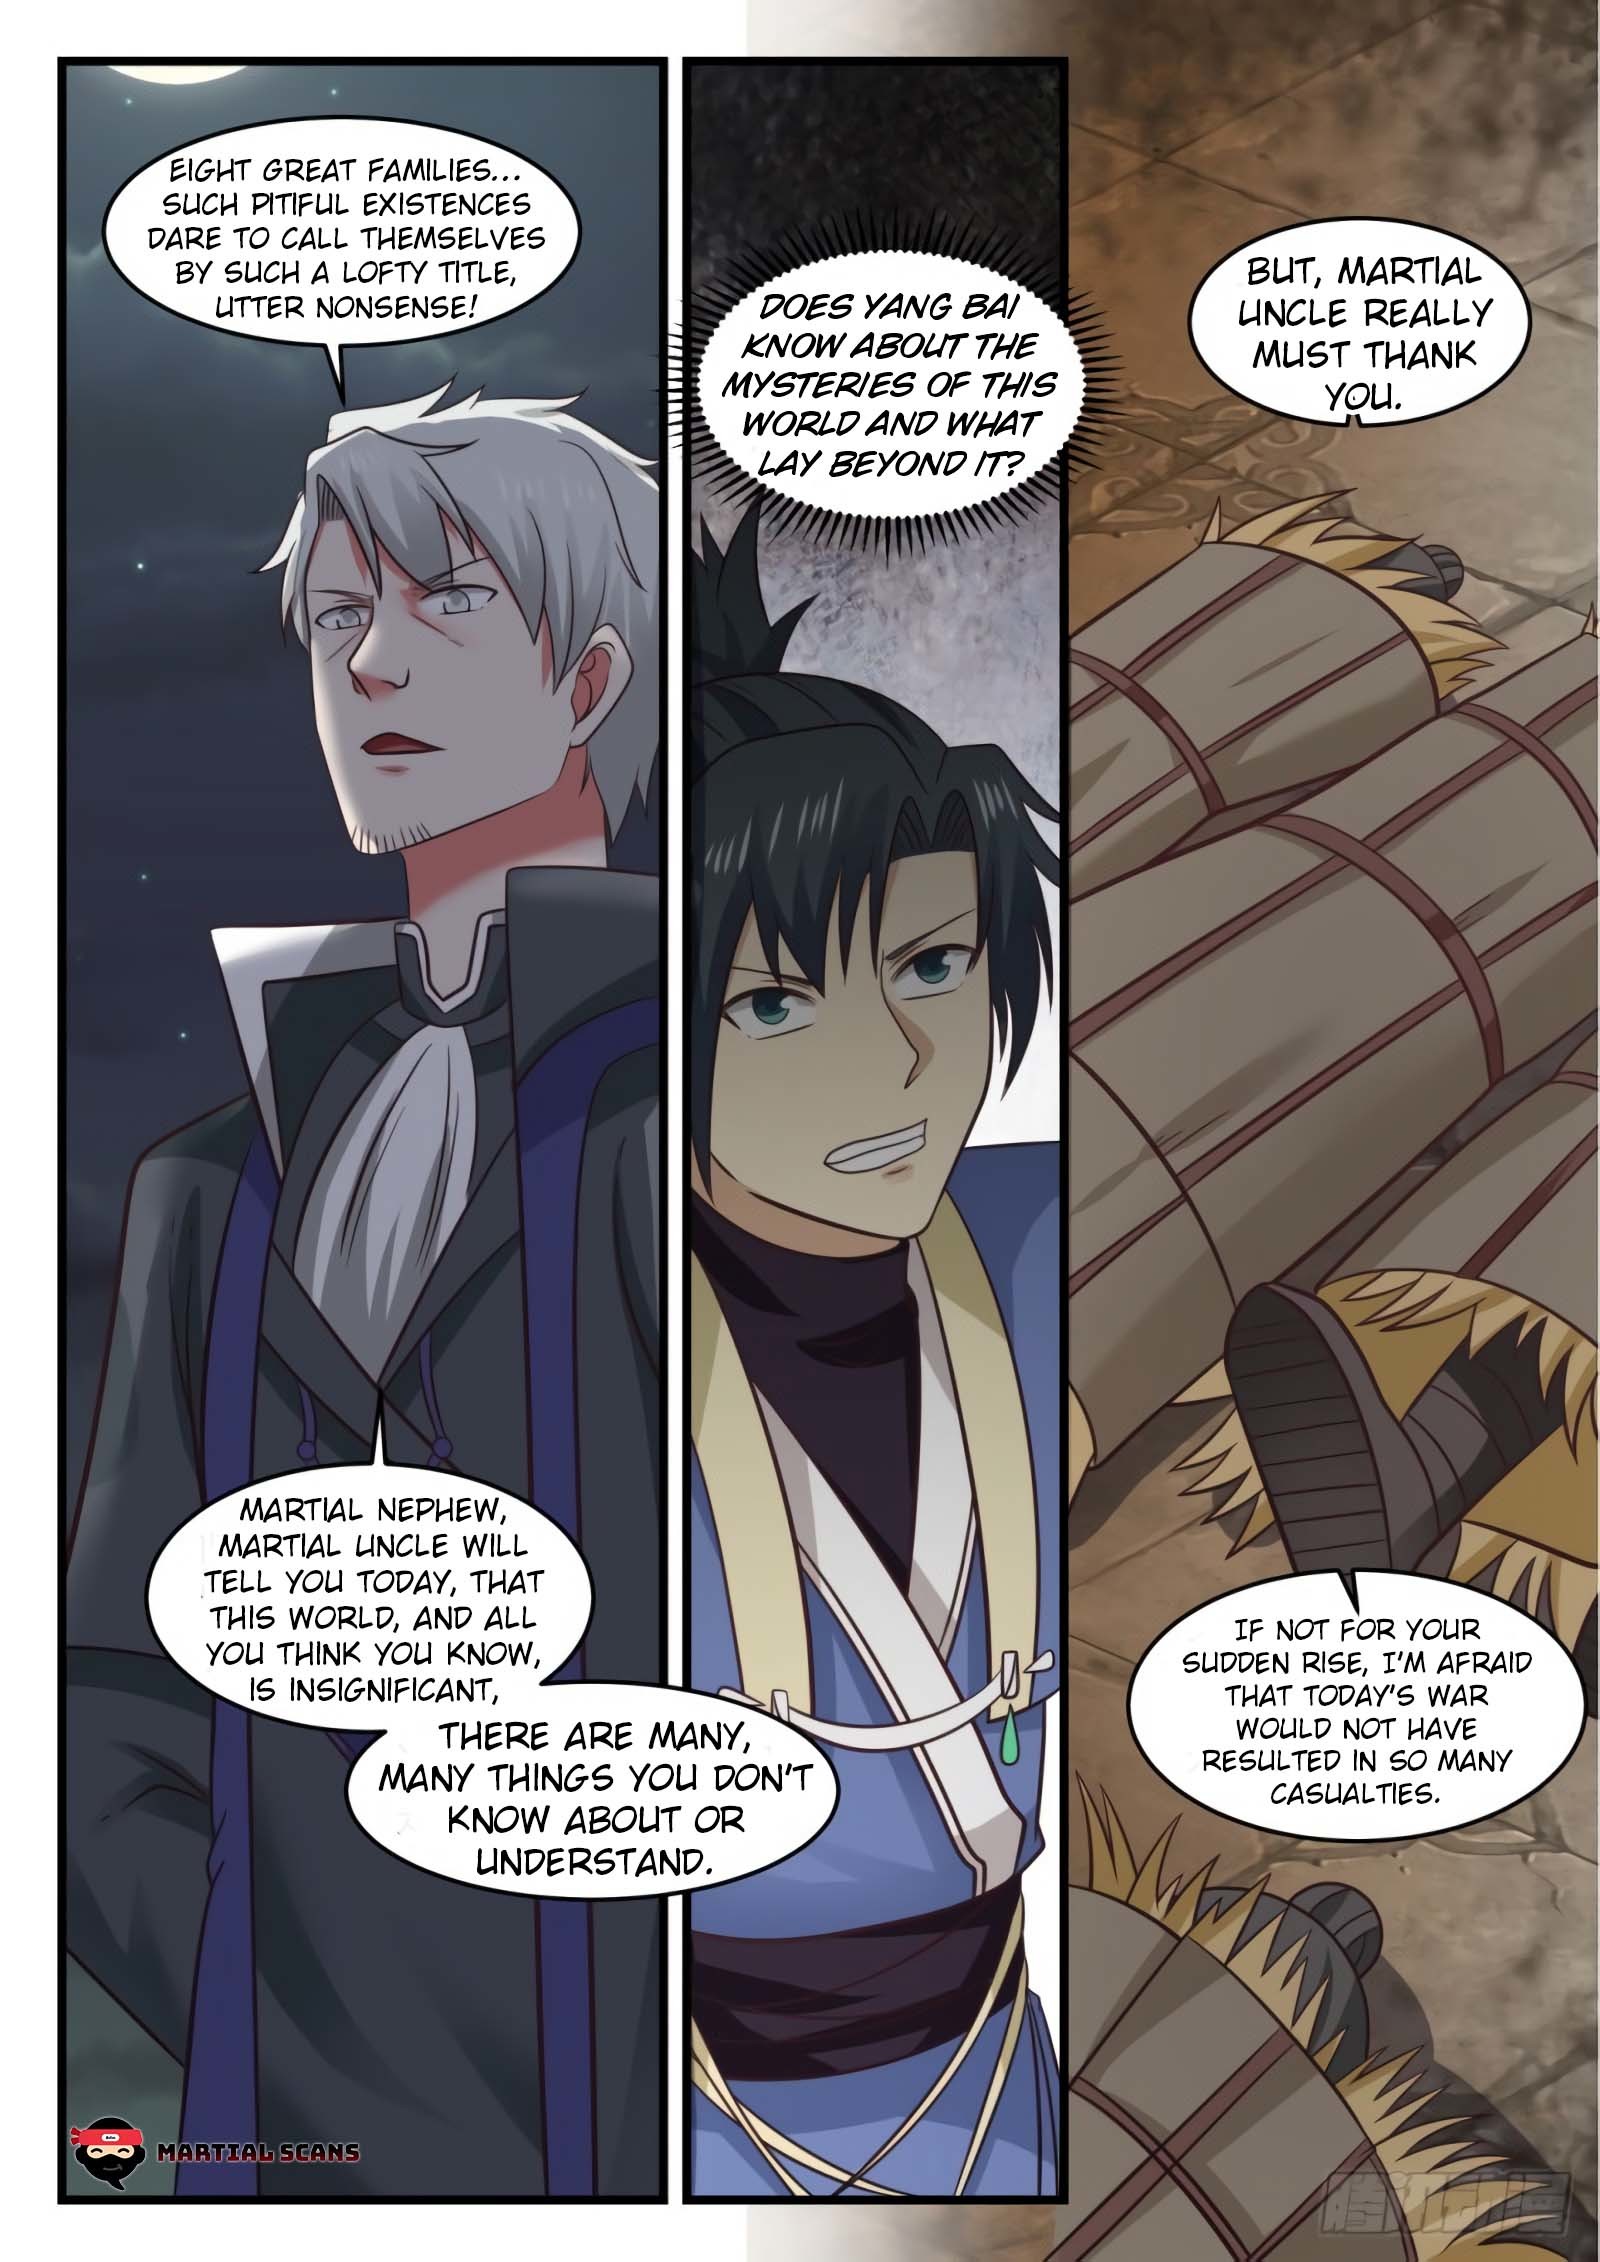 EIGHT GREAT FAMILIES...
SUCH PITIFUL EXISTENCES
DARE TO CALL THEMSELVES
BY SUCH A LOFTY TITLE,
UTTER NONSENSE!
MARTIAL NEPHEW,
MARTIAL UNCLE WILL
TELL YOU TODAY, THAT
THIS WORLD, AND ALL
YOU THINK YOU KNOW,
IS INSIGNIFICANT,
THERE ARE MANY,
MANY THINGS YOU DON'T
KNOW ABOUT OR
UNDERSTAND.
DOES YANG BAI
KNOW ABOUT THE
MYSTERIES OF THIS
WORLD AND WHAT
LAY BEYOND IT?
BUT, MARTIAL
UNCLE REALLY
MUST THANK
YOU.
IF NOT FOR YOUR
SUDDEN RISE, I'M AFRAID
THAT TODAY'S WAR
WOULD NOT HAVE
RESULTED IN SO MANY
CASUALTIES.
MARTIAL SCANS
腾讯动漫